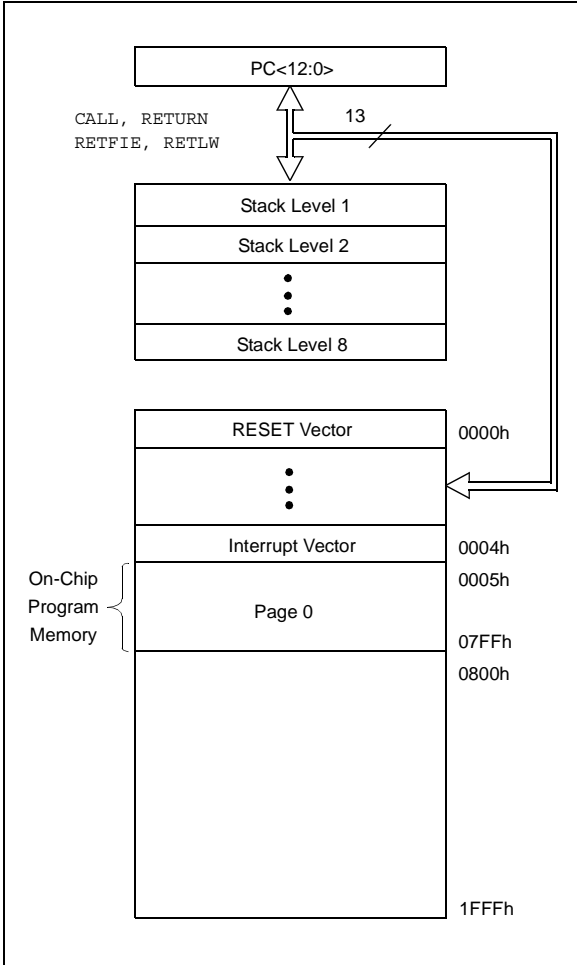 PC<12:0>
CALL, RETURN
RETFIE, RETLW
13
Stack Level 1
Stack Level 2
Stack Level 8
RESET Vector
0000h
Interrupt Vector
0004h
On-Chip
Program
Memory
Page 0
0005h
07FFh
0800h
1FFFh